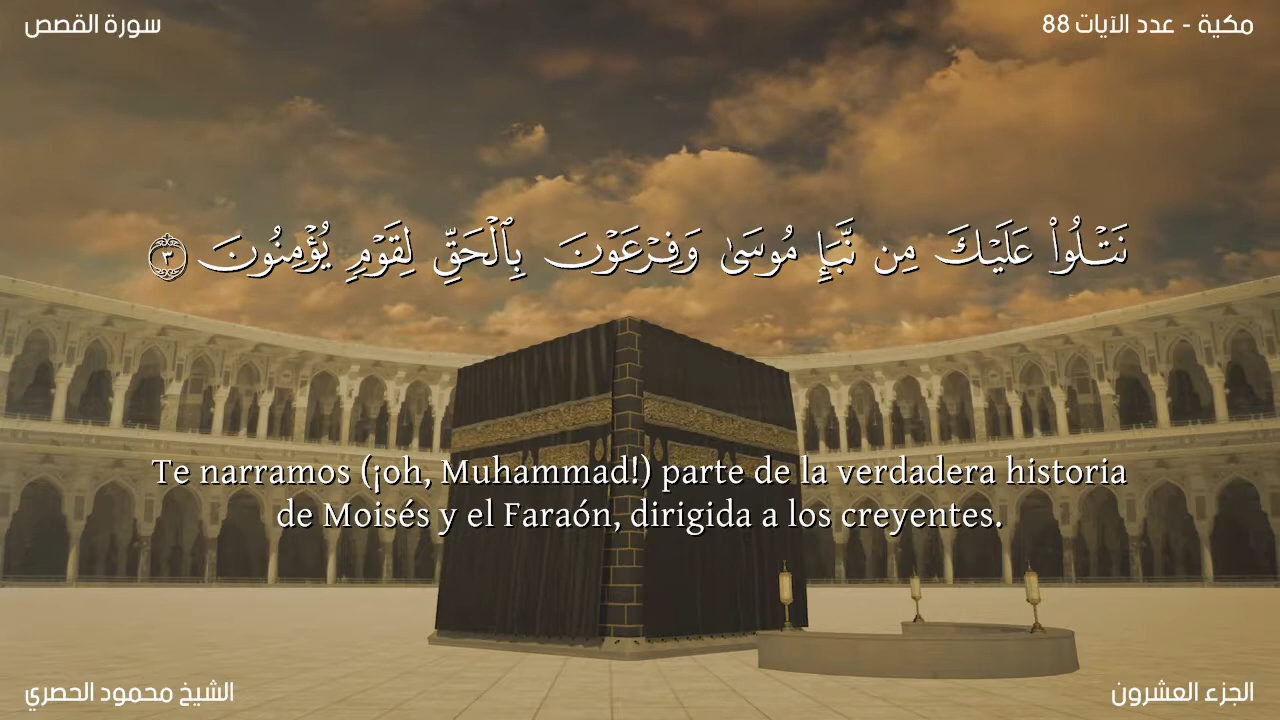 سورة القصص
مكية - عدد الآيات 88
نَتْلُوا۟ عَلَيْكَ مِن نَّبَإِ مُوسَىٰ وَفِرْعَوْنَ بِٱلْحَقِّ لِقَوْمٍ يُؤْمِنُونَ ٣
Te narramos (¡oh, Muhammad!) parte de la verdadera historia
de Moisés y el Faraón, dirigida a los creyentes.
الشيخ محمود الحصري
الجزء العشرون